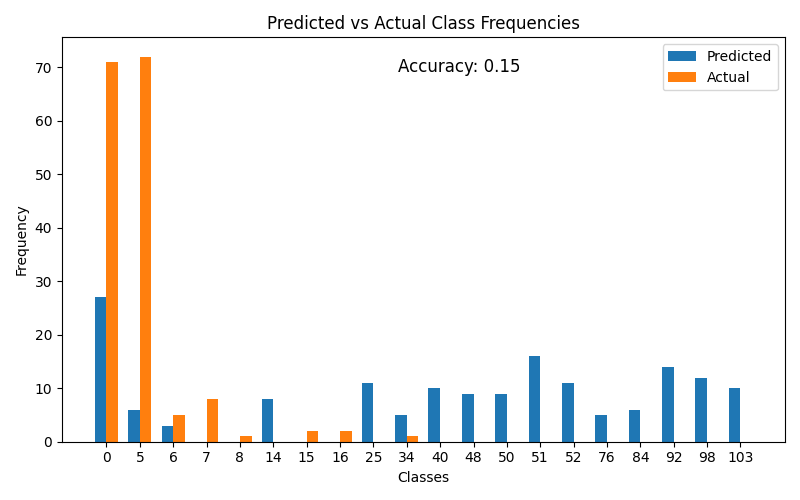 Predicted vs Actual Class Frequencies
Accuracy: 0.15
Predicted
Actual
Frequency
70
60
50
40
30
20
10
0
0 5 6 7 8 14 15 16 25 34 40 48 50 51 52 76 84 92 98 103
Classes